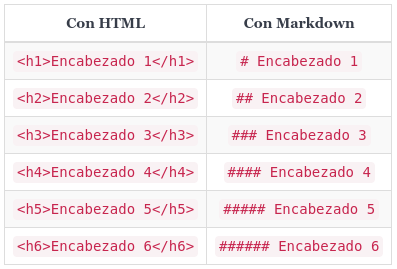 Con HTML Con Markdown
<h1>Encabezado 1</h1> # Encabezado 1
<h2>Encabezado 2</h2> ## Encabezado 2
<h3>Encabezado 3</h3> ### Encabezado 3
<h4>Encabezado 4</h4> #### Encabezado 4
<h5>Encabezado 5</h5> ##### Encabezado 5
<h6>Encabezado 6</h6> ###### Encabezado 6